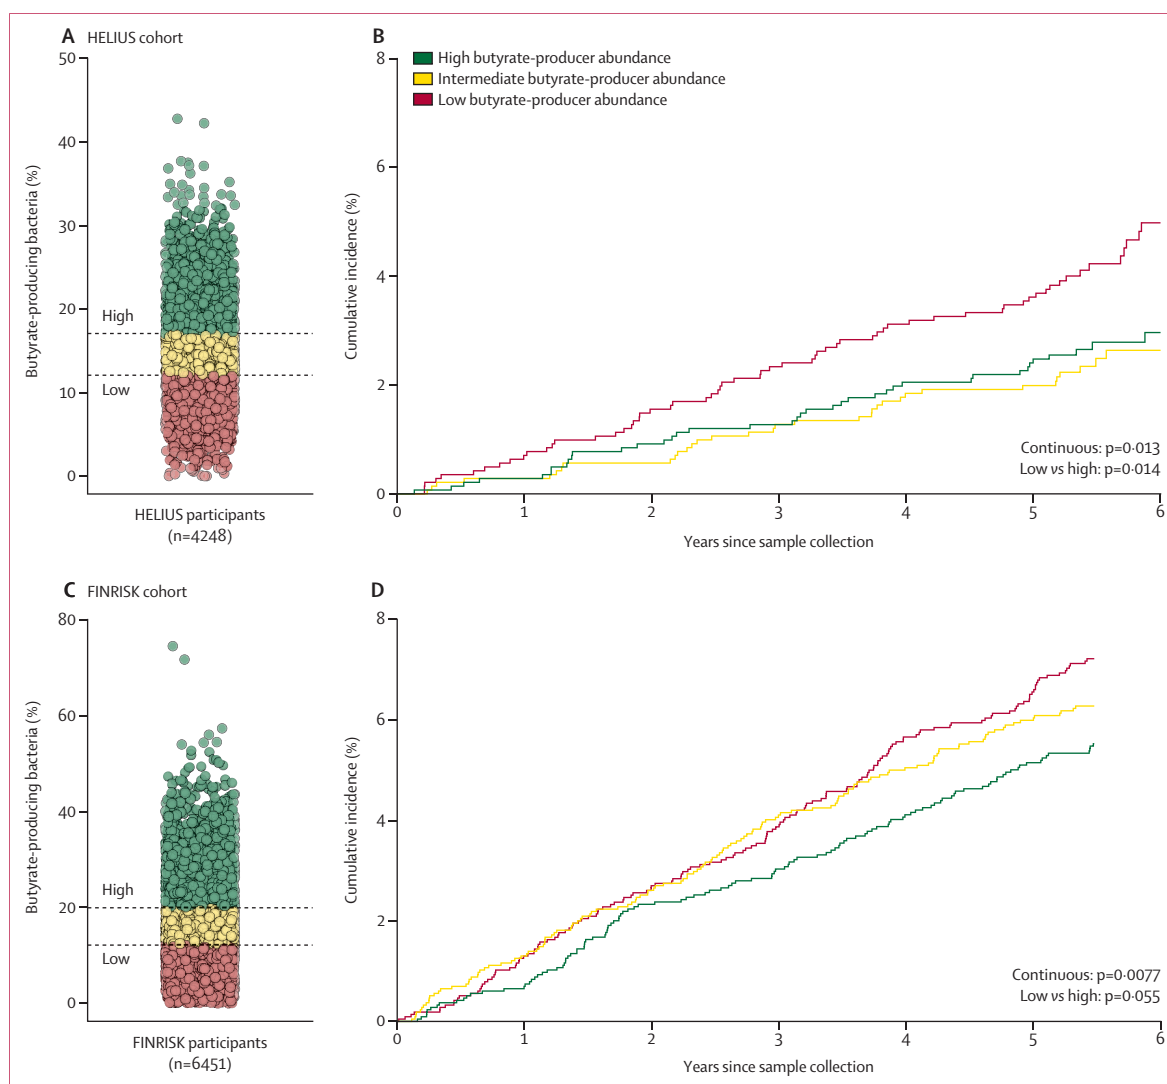 A HELIUS cohort
50
40
30
20
10
0
Butyrate-producing bacteria (%)
High
Low
HELIUS participants
(n=4248)
B
High butyrate-producer abundance
Intermediate butyrate-producer abundance
Low butyrate-producer abundance
8
6
4
2
0
Cumulative incidence (%)
Continuous: p=0·013
Low vs high: p=0·014
0 1 2 3 4 5 6
Years since sample collection
C FINRISK cohort
80
60
40
20
0
Butyrate-producing bacteria (%)
High
Low
FINRISK participants
(n=6451)
D
8
6
4
2
0
Cumulative incidence (%)
Continuous: p=0·0077
Low vs high: p=0·055
0 1 2 3 4 5 6
Years since sample collection